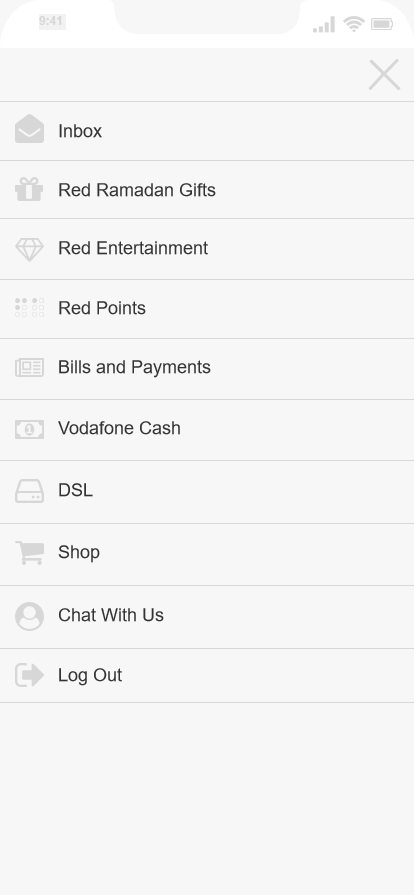 9:41
Inbox
Red Ramadan Gifts
Red Entertainment
Red Points
Bills and Payments
Vodafone Cash
DSL
Shop
Chat With Us
Log Out